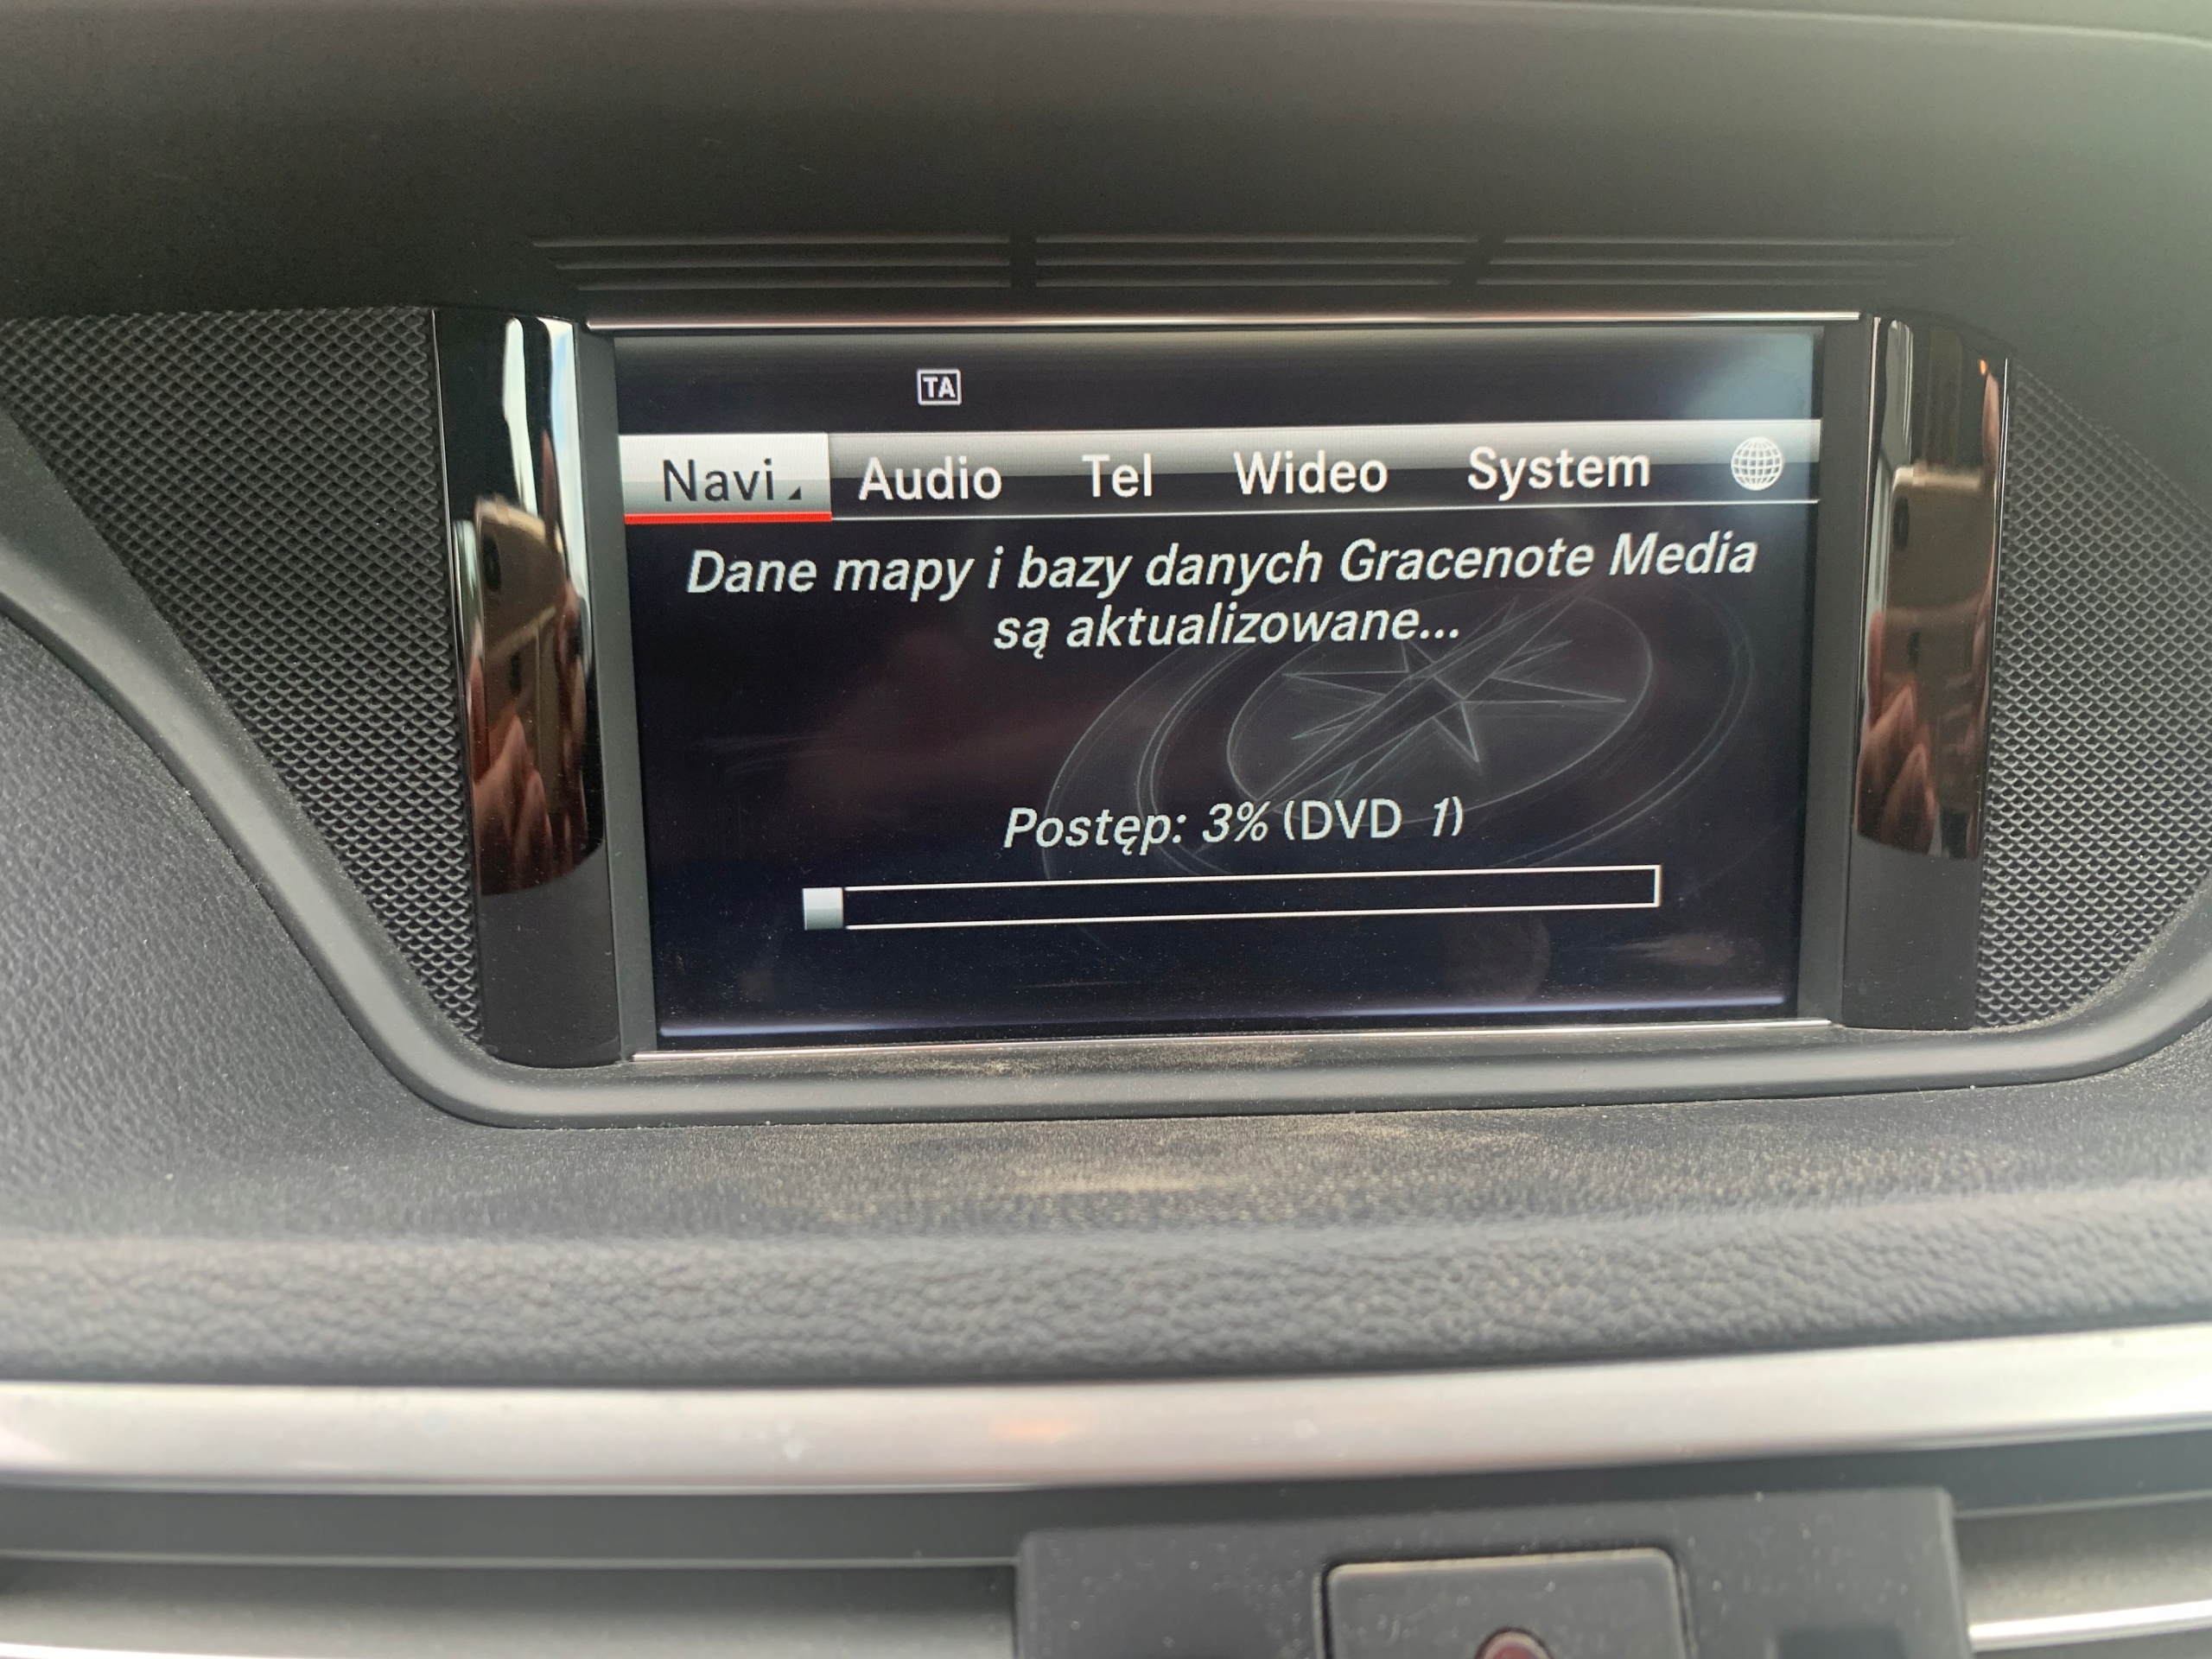 TA
Navi Audio Tel Wideo System
Dane mapy i bazy danych Gracenote Media
są aktualizowane...
Postęp: 3% (DVD 1)